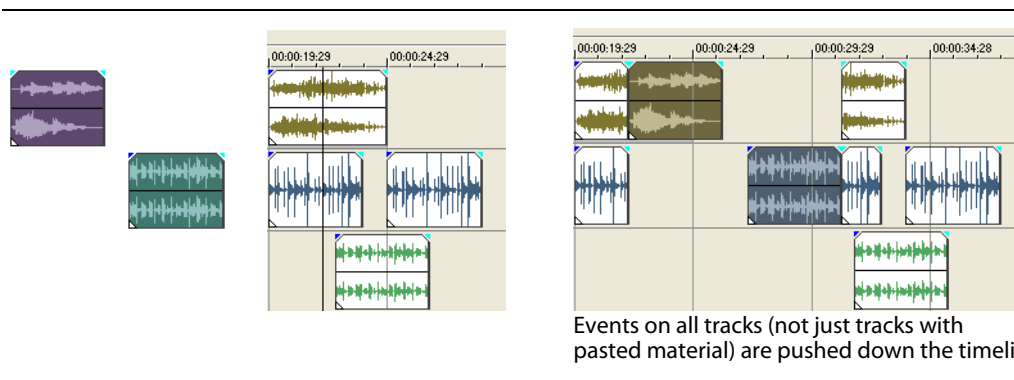 00:00:19:29 00:00:24:29
00:00:19:29 00:00:24:29 00:00:29:29 00:00:34:28
Events on all tracks (not just tracks with
pasted material) are pushed down the timeli